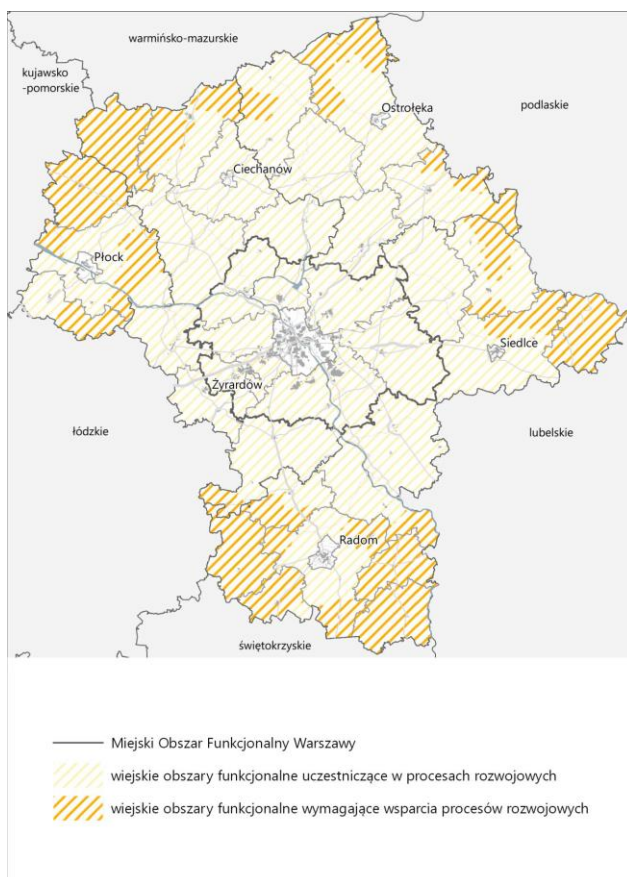 warmińsko-mazurskie
kujawsko
-pomorskie
podlaskie
Ostrołęka
Ciechanów
Płock
Siedlce
Żyrardów
łódzkie
lubelskie
Radom
świętokrzyskie
Miejski Obszar Funkcjonalny Warszawy
wiejskie obszary funkcjonalne uczestniczące w procesach rozwojowych
wiejskie obszary funkcjonalne wymagające wsparcia procesów rozwojowych